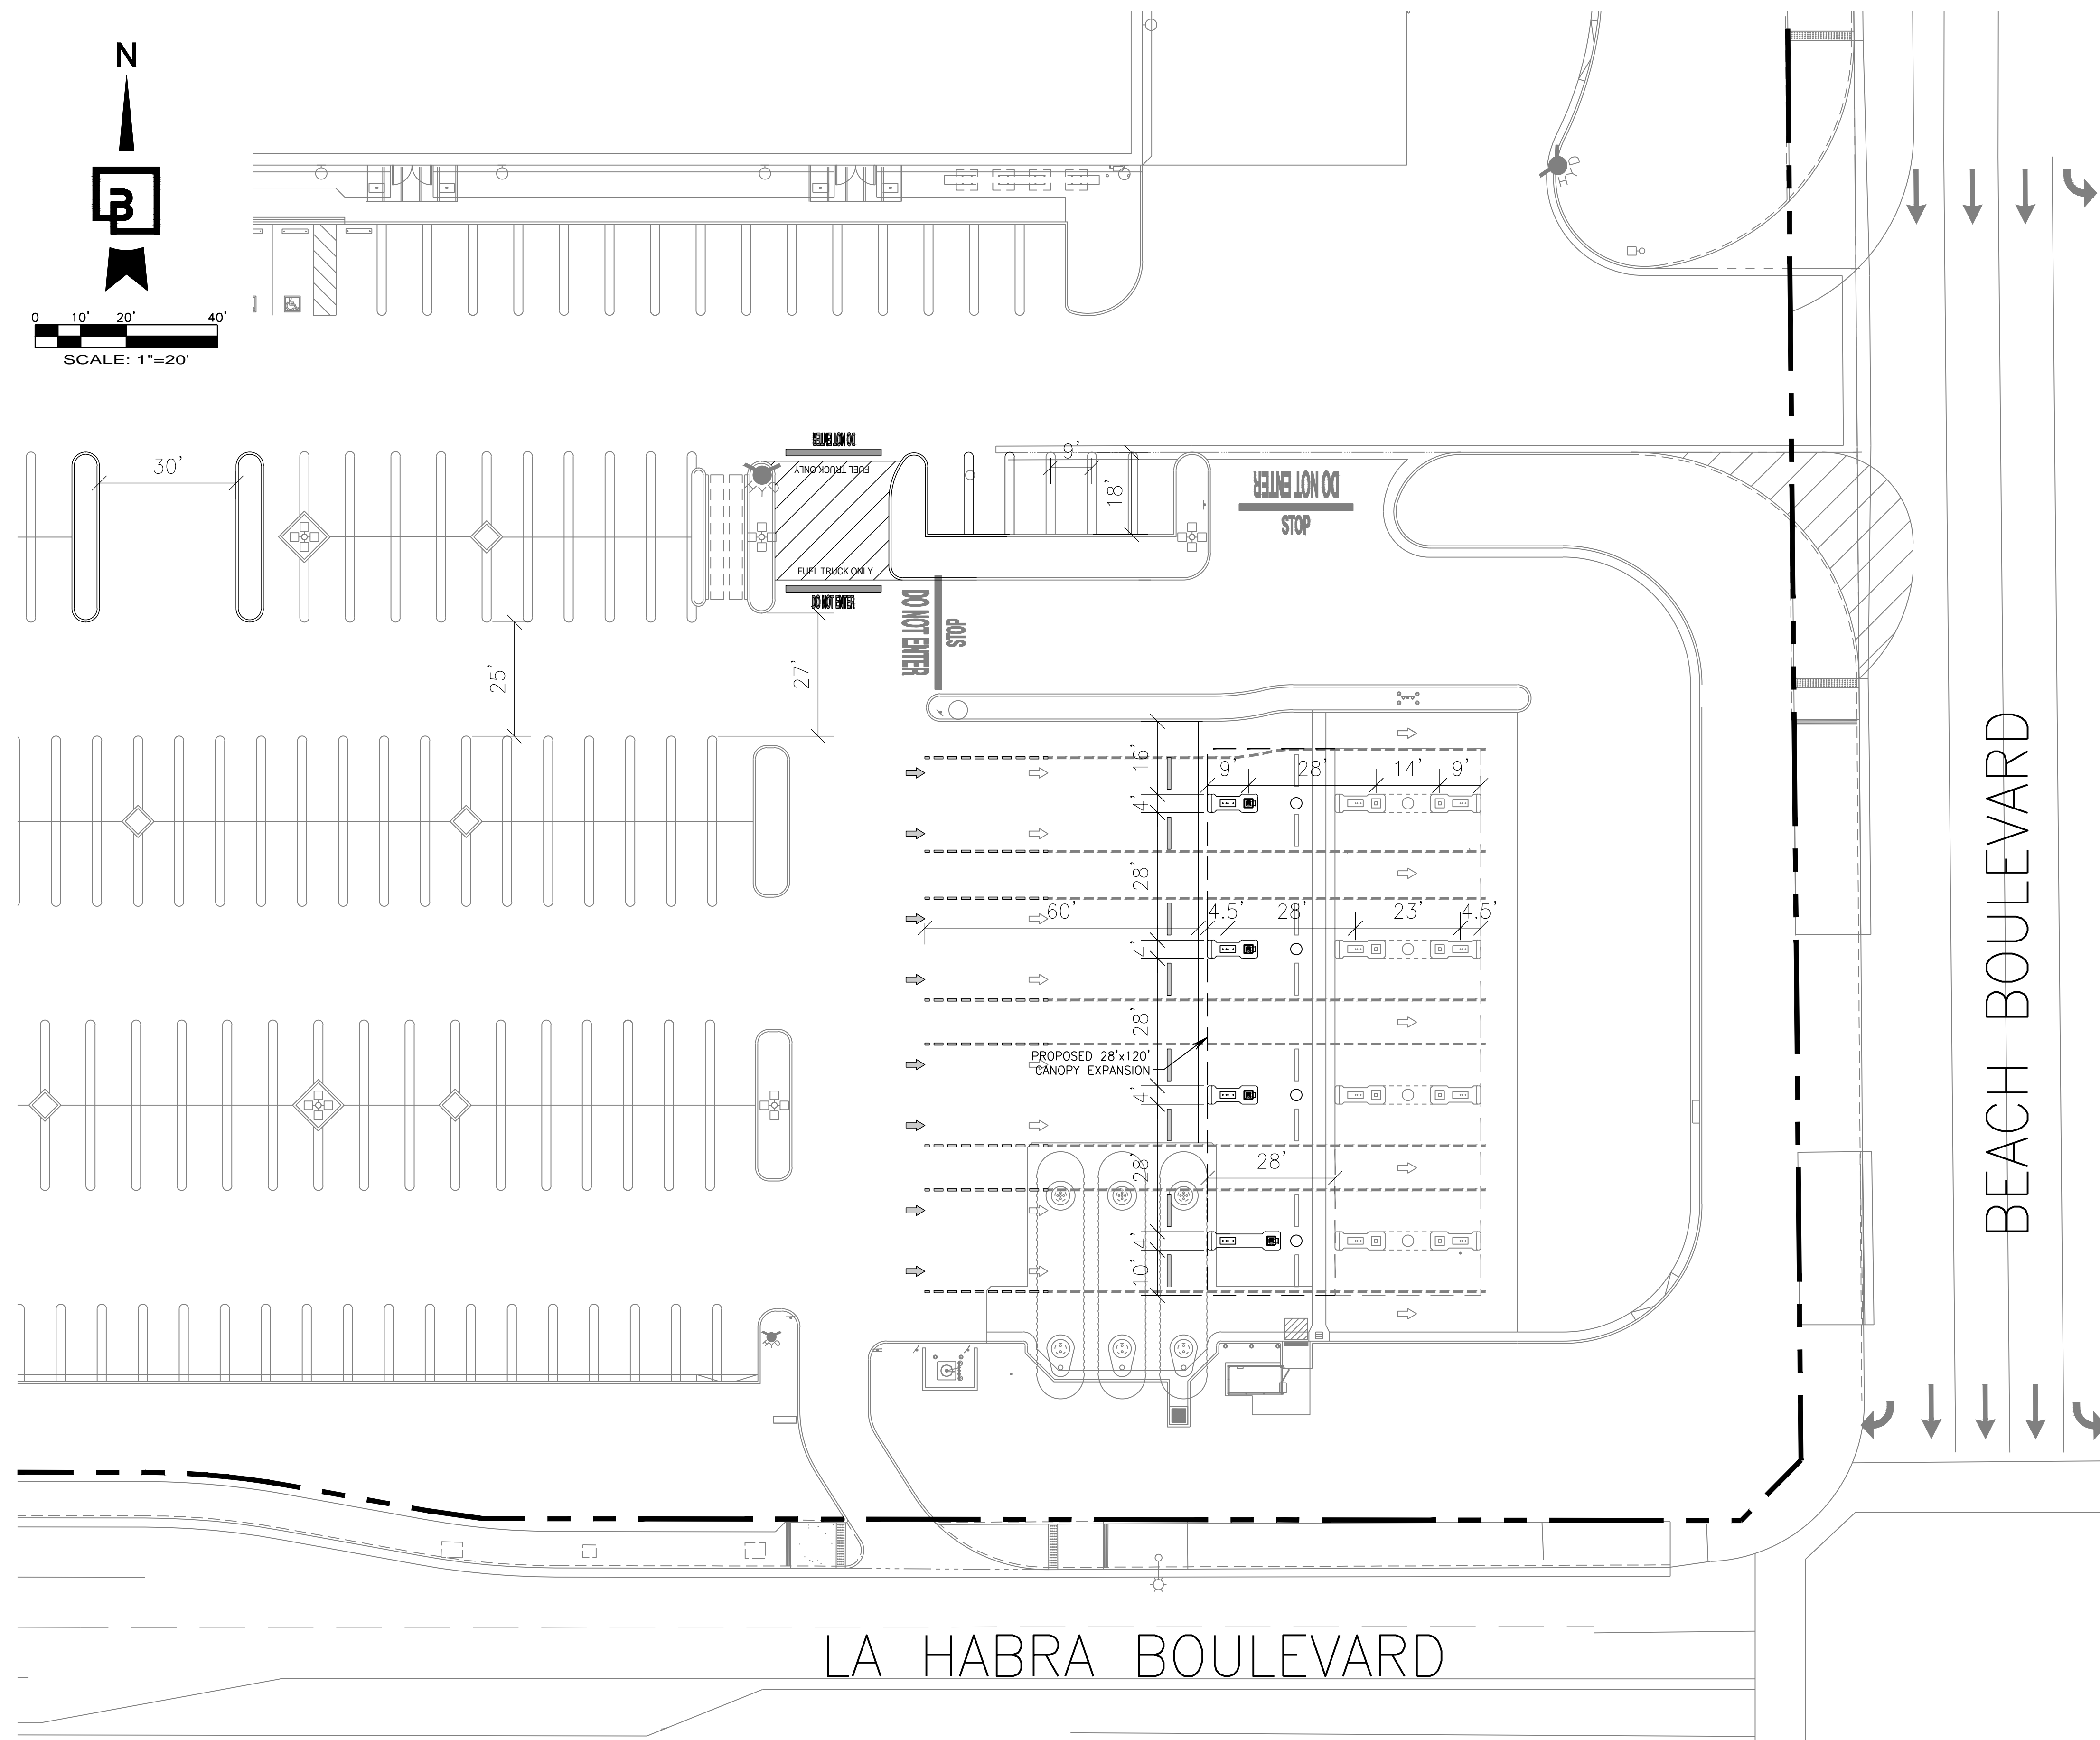 N
B
0 10' 20' 40'
SCALE: 1"=20'
HYD
DO NOT ENTER
FUEL TRUCK ONLY
30'
9'
18'
HYD
DO NOT ENTER
STOP
FUEL TRUCK ONLY
DO NOT ENTER
DO NOT ENTER
STOP
25'
27'
16'
9' 28' 14' 9'
4'
28'
60' 4.5' 28' 23' 4.5'
4'
28'
PROPOSED 28'x120'
CANOPY EXPANSION
4'
28'
28'
4'
10'
HYD
BEACH BOULEVARD
LA HABRA BOULEVARD